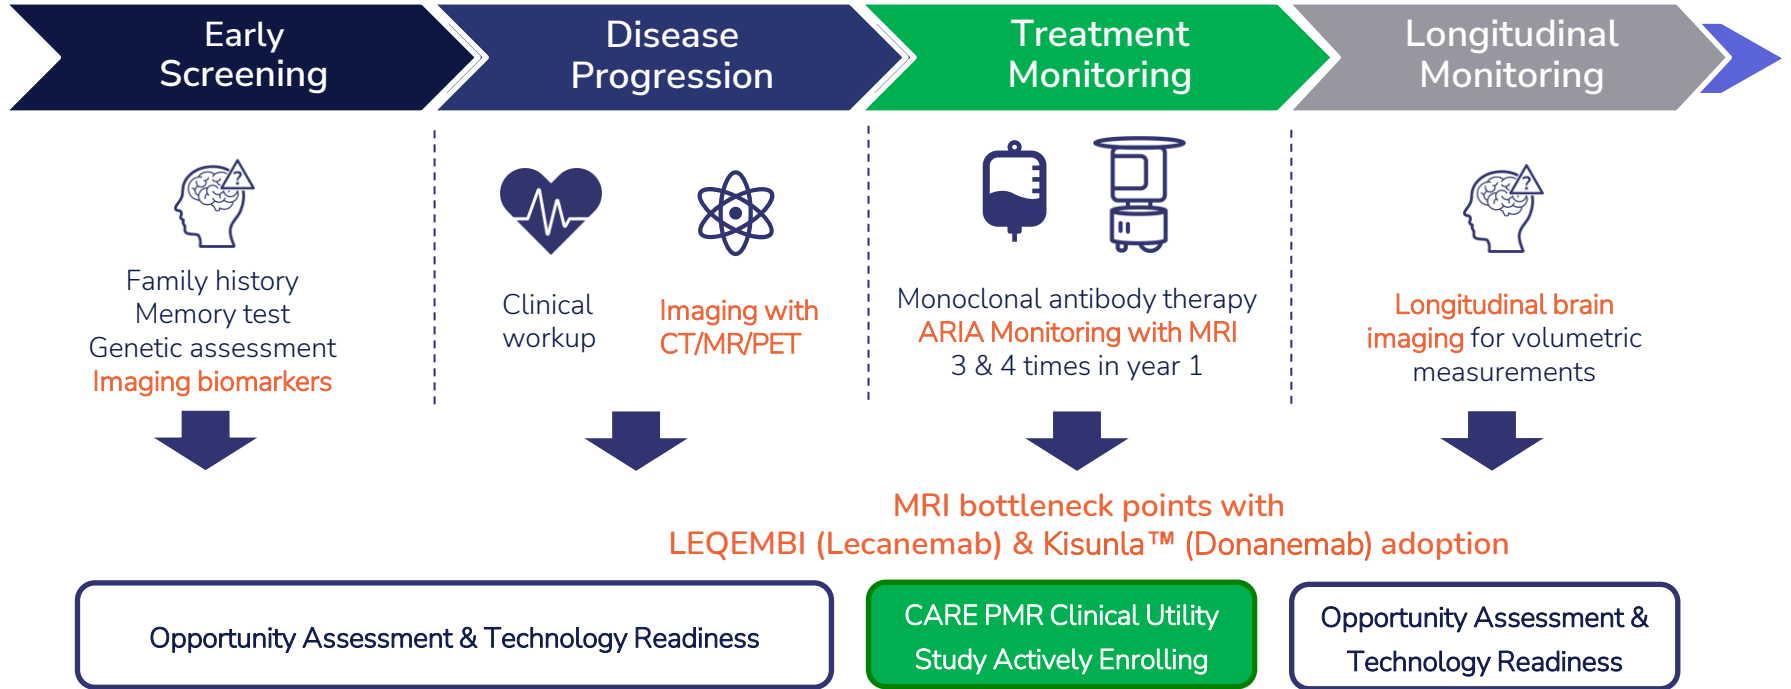 Early
Screening
Disease
Progression
Treatment
Monitoring
Longitudinal
Monitoring
?
Family history
Memory test
Genetic assessment
Imaging biomarkers
Clinical
workup
Imaging with
CT/MR/PET
Monoclonal antibody therapy
ARIA Monitoring with MRI
3 & 4 times in year 1
?
Longitudinal brain
imaging for volumetric
measurements
MRI bottleneck points with
LEQEMBI (Lecanemab) & Kisunla™ (Donanemab) adoption
Opportunity Assessment & Technology Readiness
CARE PMR Clinical Utility
Study Actively Enrolling
Opportunity Assessment &
Technology Readiness